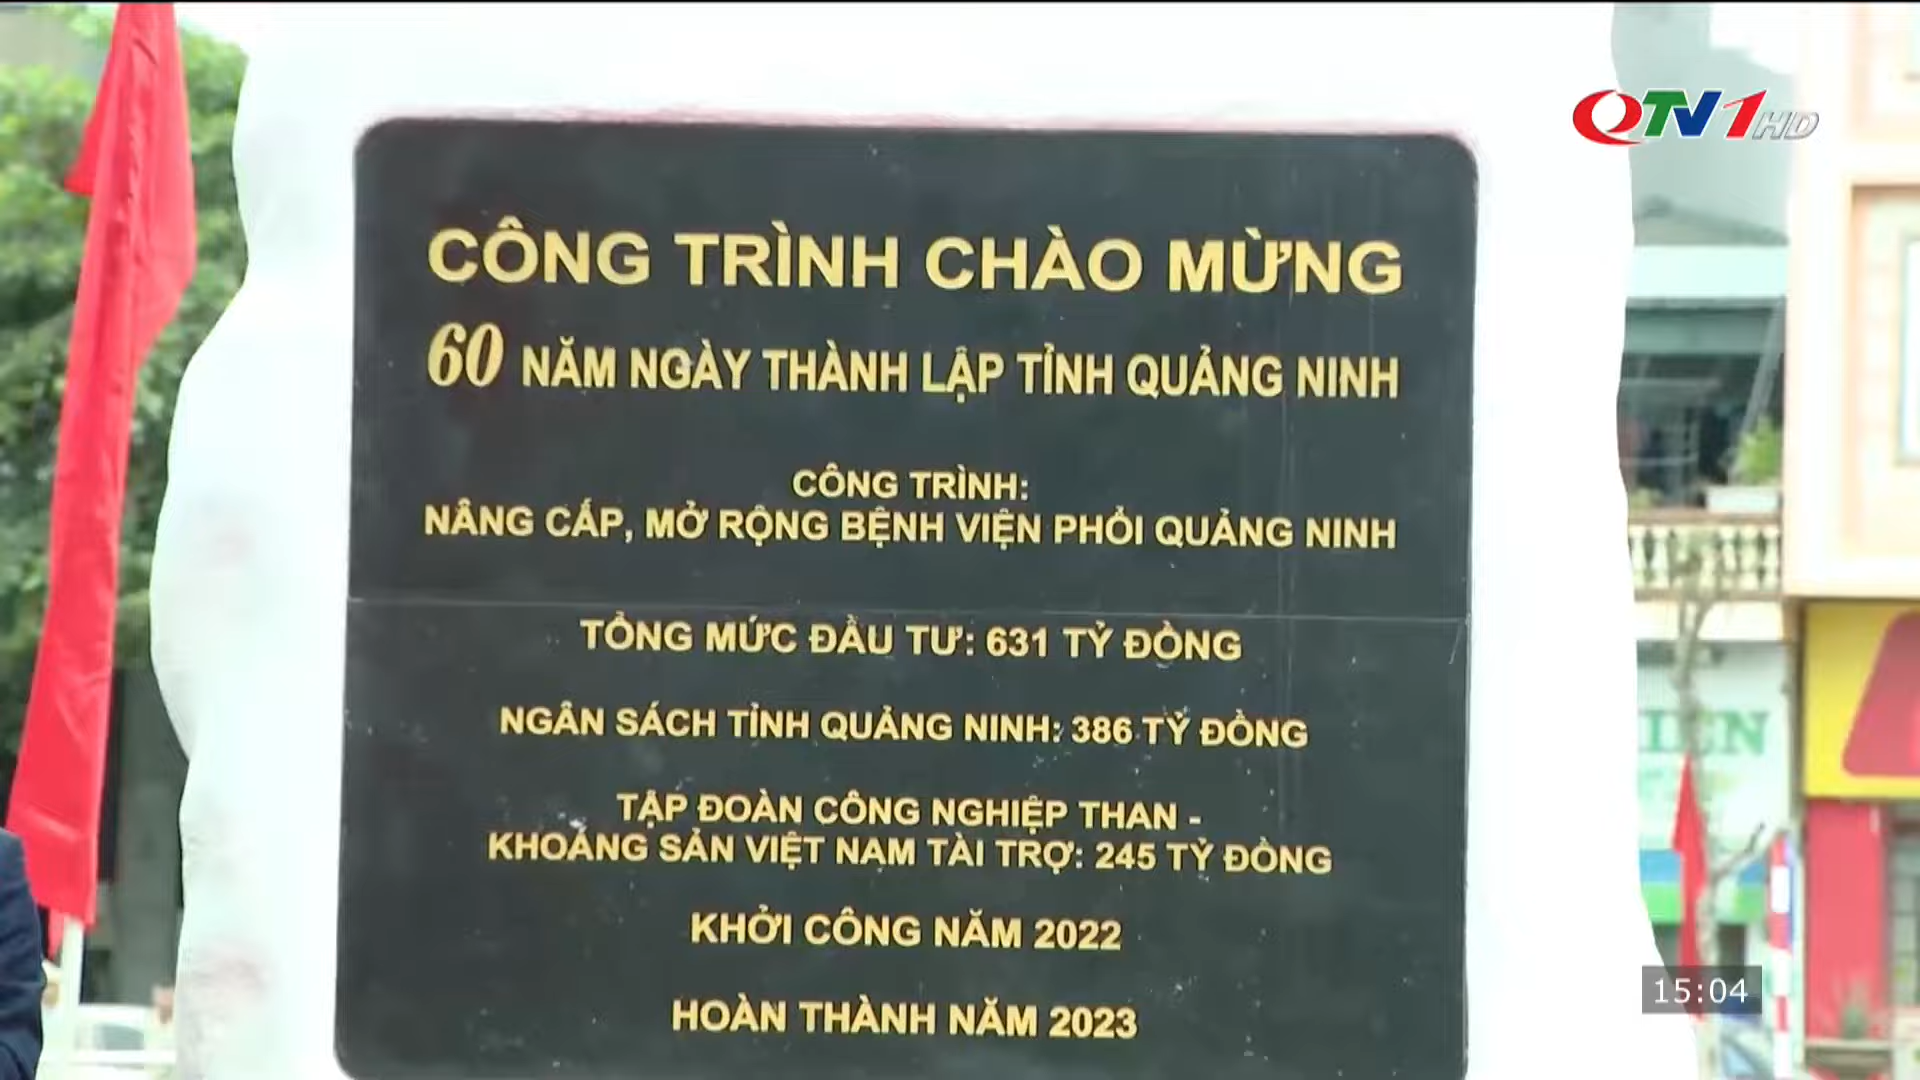 QTV1HD
CÔNG TRÌNH CHÀO MỪNG
60 NĂM NGÀY THÀNH LẬP TỈNH QUẢNG NINH
CÔNG TRÌNH:
NÂNG CẤP, MỞ RỘNG BỆNH VIỆN PHỔI QUẢNG NINH
TỔNG MỨC ĐẦU TƯ: 631 TỶ ĐỒNG
NGÂN SÁCH TỈNH QUẢNG NINH: 386 TỶ ĐỒNG
TẬP ĐOÀN CÔNG NGHIỆP THAN -
KHOÁNG SẢN VIỆT NAM TÀI TRỢ: 245 TỶ ĐỒNG
KHỞI CÔNG NĂM 2022
HOÀN THÀNH NĂM 2023
15:04